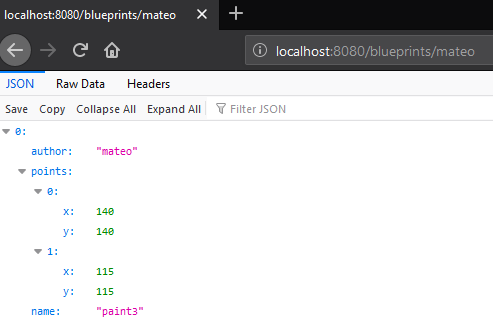 localhost:8080/blueprints/mateo
localhost:8080/blueprints/mateo
JSON Raw Data Headers
Save Copy Collapse All Expand All Filter JSON
0:
author: "mateo"
points:
0:
x: 140
y: 140
1:
x: 115
y: 115
name: "paint3"